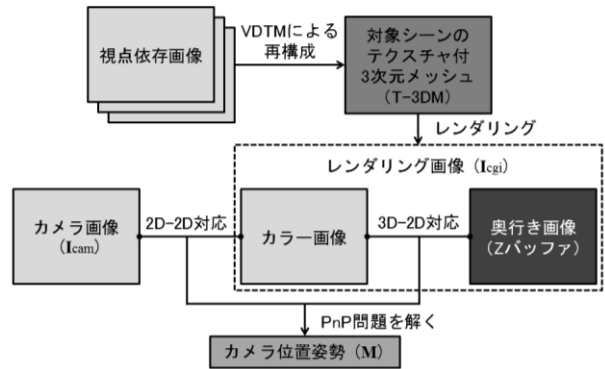 視点依存画像
VDTMによる
再構成
対象シーンの
テクスチャ付
3次元メッシュ
（T-3DM）
レンダリング
レンダリング画像（Icgi）
カメラ画像
（Icam）
2D-2D対応
カラー画像
3D-2D対応
奥行き画像
（Zバッファ）
PnP問題を解く
カメラ位置姿勢（M）